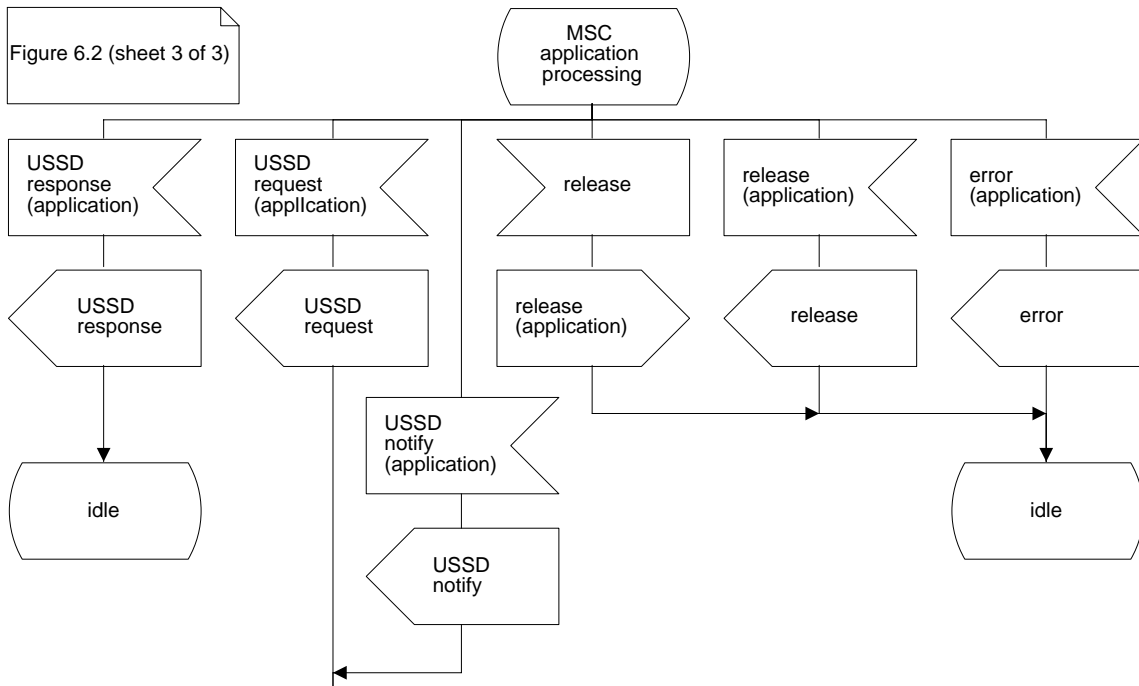 Figure 6.2 (sheet 3 of 3)
MSC
application
processing
USSD
response
(application)
USSD
request
(applIcation)
release
release
(application)
error
(application)
USSD
response
USSD
request
release
(application)
release
error
USSD
notify
(application)
idle
idle
USSD
notify